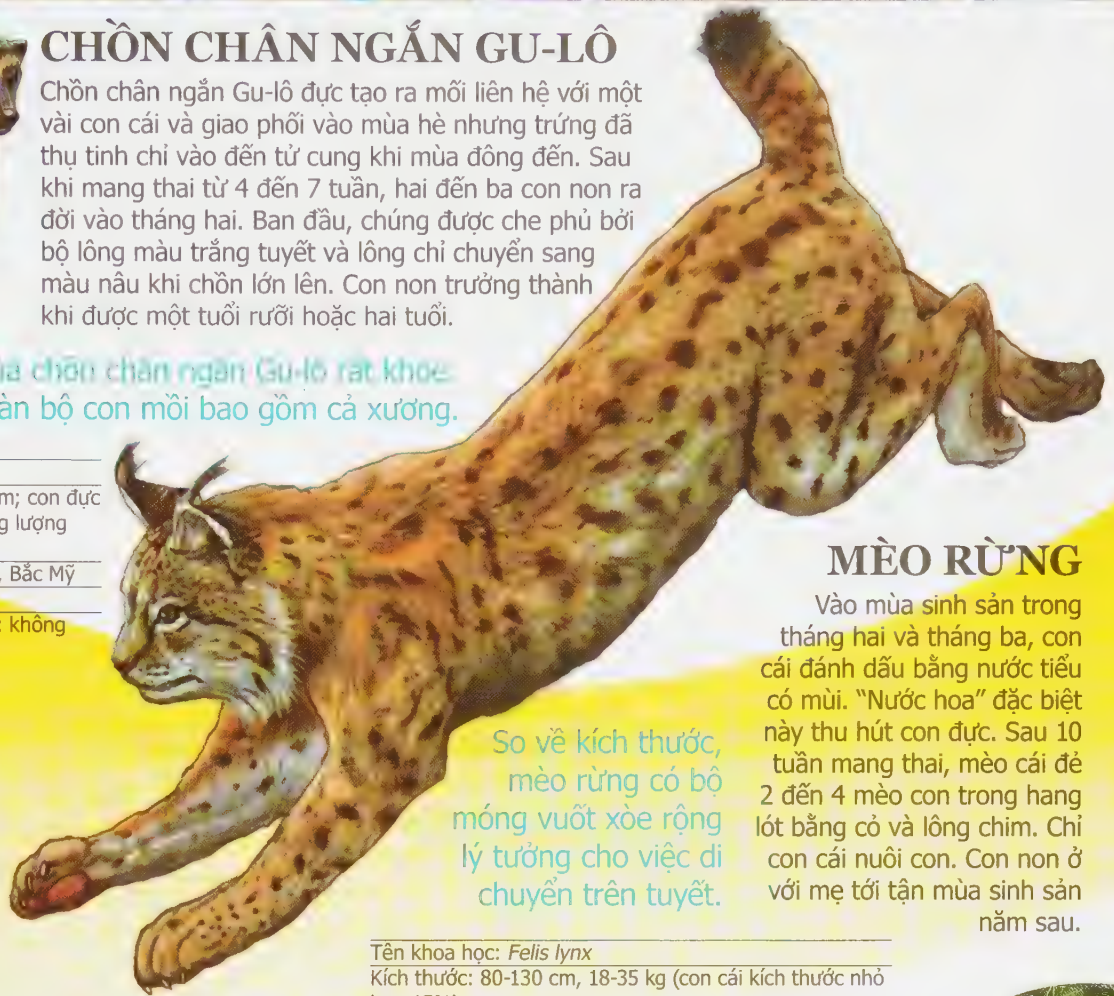 CHỒN CHÂN NGẮN GU-LÔ
Chồn chân ngắn Gu-lô đực tạo ra mối liên hệ với một
vài con cái và giao phối vào mùa hè nhưng trứng đã
thụ tinh chỉ vào đến tử cung khi mùa đông đến. Sau
khi mang thai từ 4 đến 7 tuần, hai đến ba con non ra
đời vào tháng hai. Ban đầu, chúng được che phủ bởi
bộ lông màu trắng tuyết và lông chỉ chuyển sang
màu nâu khi chồn lớn lên. Con non trưởng thành
khi được một tuổi rưỡi hoặc hai tuổi.
chồn chân ngắn Gu-lô rất khoẻ.
bộ con mồi bao gồm cả xương.
m; con đực
lượng
Bắc Mỹ
không
MÈO RỪNG
Vào mùa sinh sản trong
tháng hai và tháng ba, con
cái đánh dấu bằng nước tiểu
có mùi. “Nước hoa” đặc biệt
này thu hút con đực. Sau 10
tuần mang thai, mèo cái đẻ
2 đến 4 mèo con trong hang
lót bằng cỏ và lông chim. Chỉ
con cái nuôi con. Con non ở
với mẹ tới tận mùa sinh sản
năm sau.
So về kích thước,
mèo rừng có bộ
móng vuốt xòe rộng
lý tưởng cho việc di
chuyển trên tuyết.
Tên khoa học: Felis lynx
Kích thước: 80-130 cm, 18-35 kg (con cái kích thước nhỏ